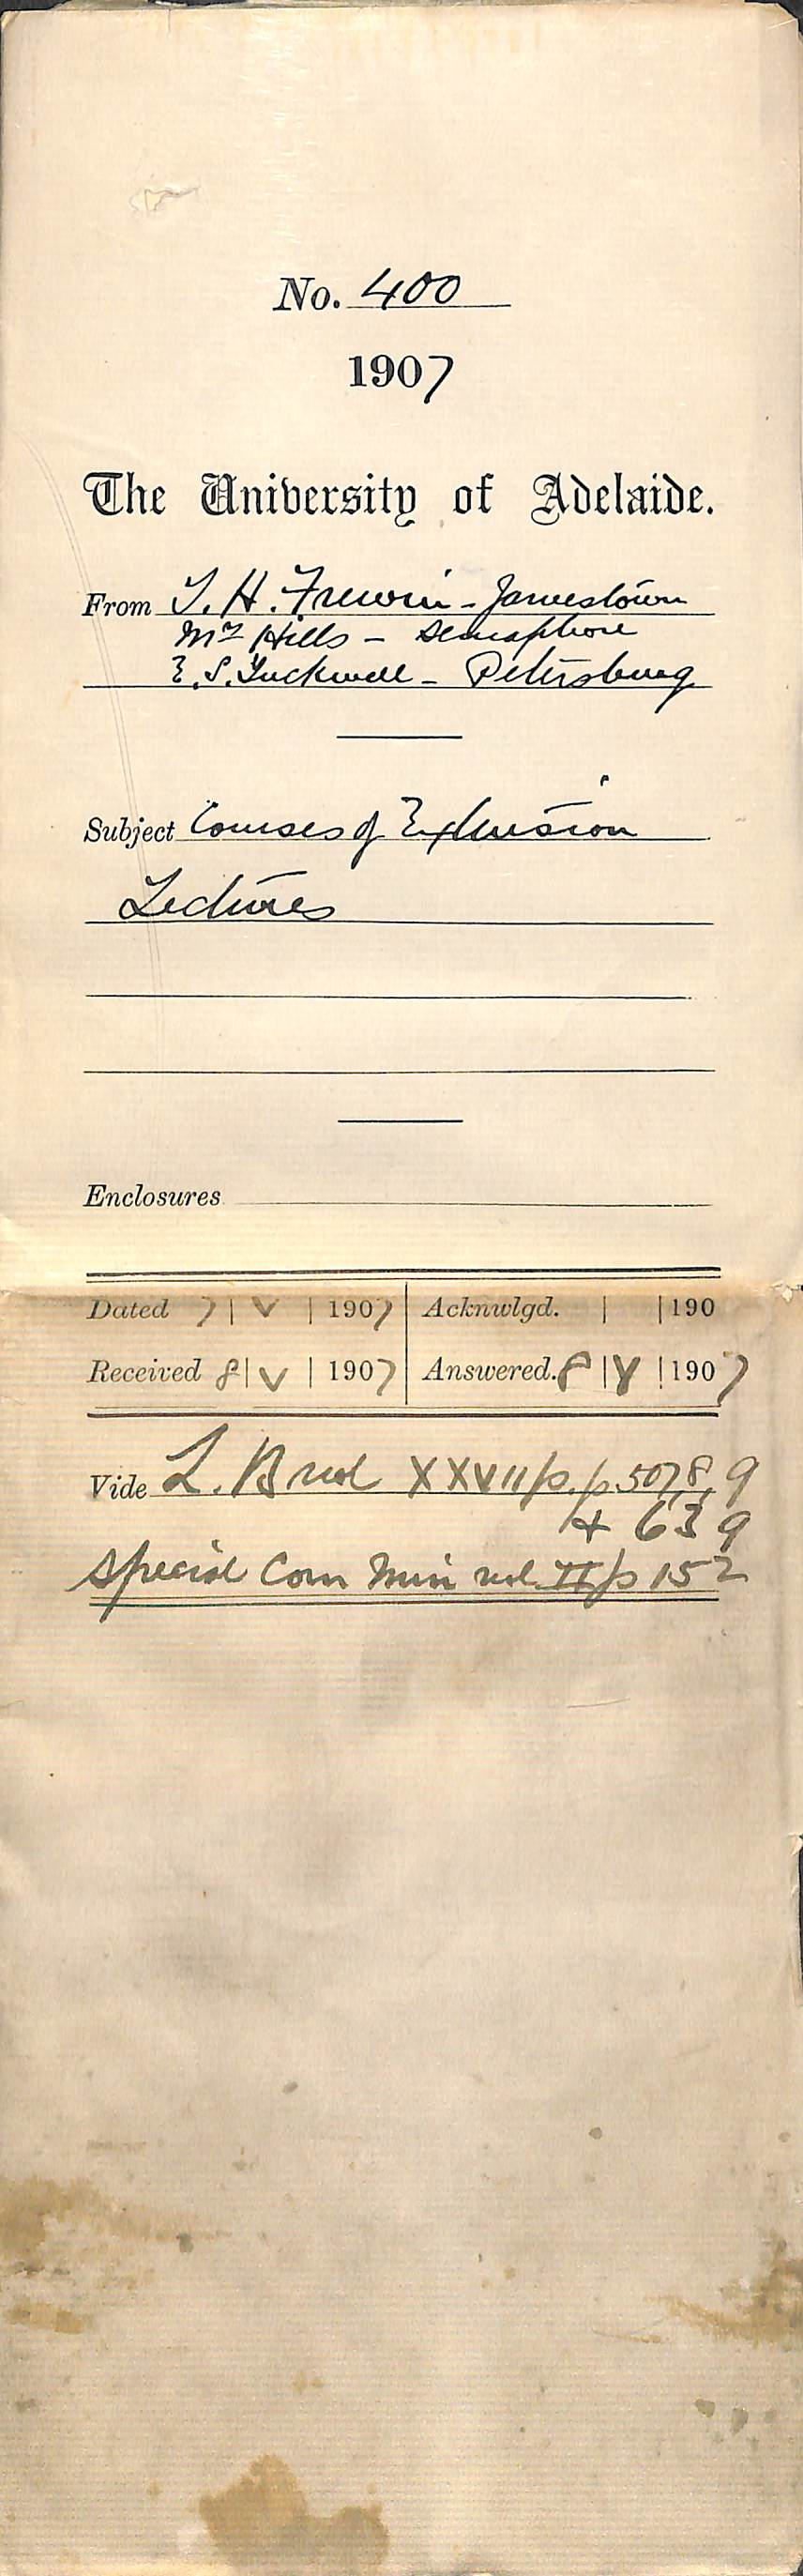 No. 400
1907
The University of Adelaide.
From T. H. Frewin - Jamestown
Mr Hills - Semaphore
E. S. Tuckwell - Petersburg
Subject Courses of Extension
Lectures
Enclosures
Dated 7 | V | 1907 Acknwlgd. | | 190
Received 8 | V | 1907 Answered. 8 | V | 1907
Vide L. B vol XXVII p.p. 507, 8, 9
+ 639
Special Com Min vol. II p 152